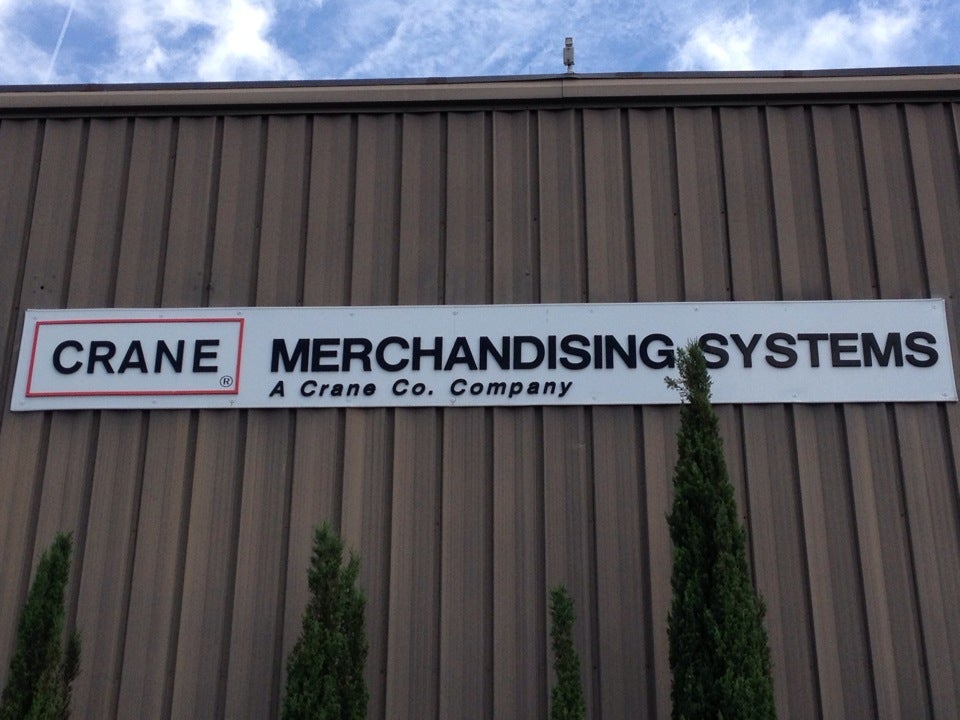 CRANE® MERCHANDISING SYSTEMS
A Crane Co. Company